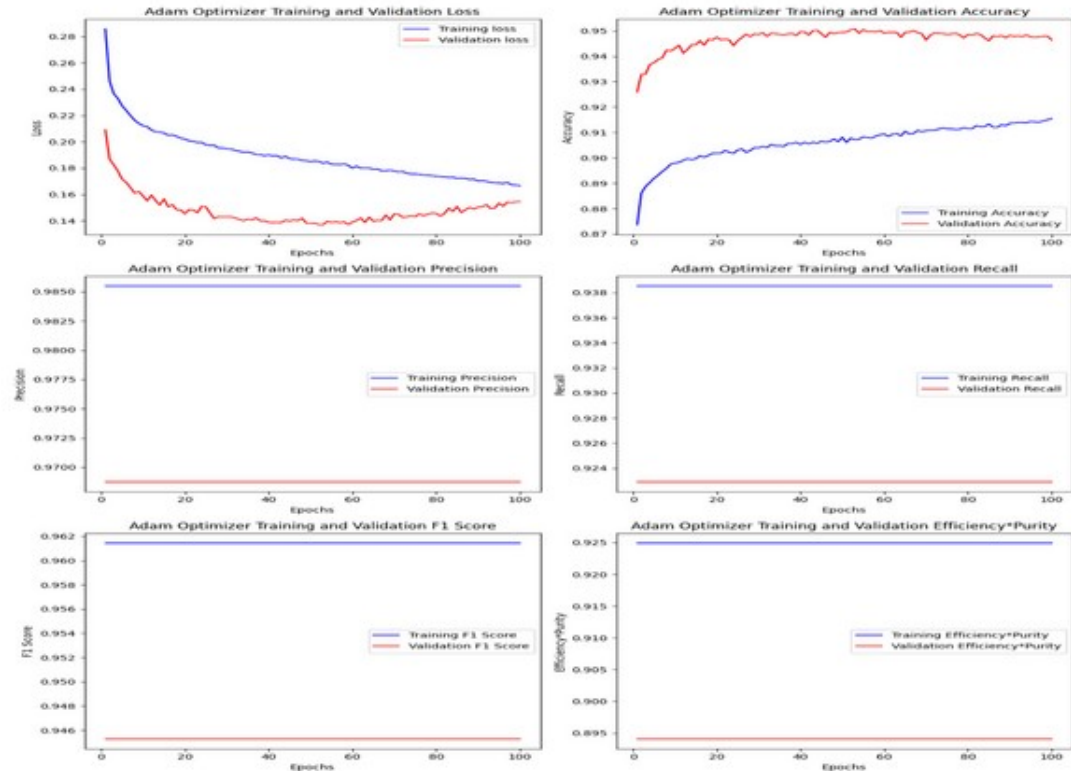 Adam Optimizer Training and Validation Loss
Loss
0.28
0.26
0.24
0.22
0.20
0.18
0.16
0.14
Training loss
Validation loss
0 20 40 60 80 100
Epochs
Adam Optimizer Training and Validation Accuracy
Accuracy
0.95
0.94
0.93
0.92
0.91
0.90
0.89
0.88
0.87
Training Accuracy
Validation Accuracy
0 20 40 60 80 100
Epochs
Adam Optimizer Training and Validation Precision
Precision
0.9850
0.9825
0.9800
0.9775
0.9750
0.9725
0.9700
Training Precision
Validation Precision
0 20 40 60 80 100
Epochs
Adam Optimizer Training and Validation Recall
Recall
0.938
0.936
0.934
0.932
0.930
0.928
0.926
0.924
Training Recall
Validation Recall
0 20 40 60 80 100
Epochs
Adam Optimizer Training and Validation F1 Score
F1 Score
0.962
0.960
0.958
0.956
0.954
0.952
0.950
0.948
0.946
Training F1 Score
Validation F1 Score
0 20 40 60 80 100
Epochs
Adam Optimizer Training and Validation Efficiency*Purity
Efficiency*Purity
0.925
0.920
0.915
0.910
0.905
0.900
0.895
Training Efficiency*Purity
Validation Efficiency*Purity
0 20 40 60 80 100
Epochs